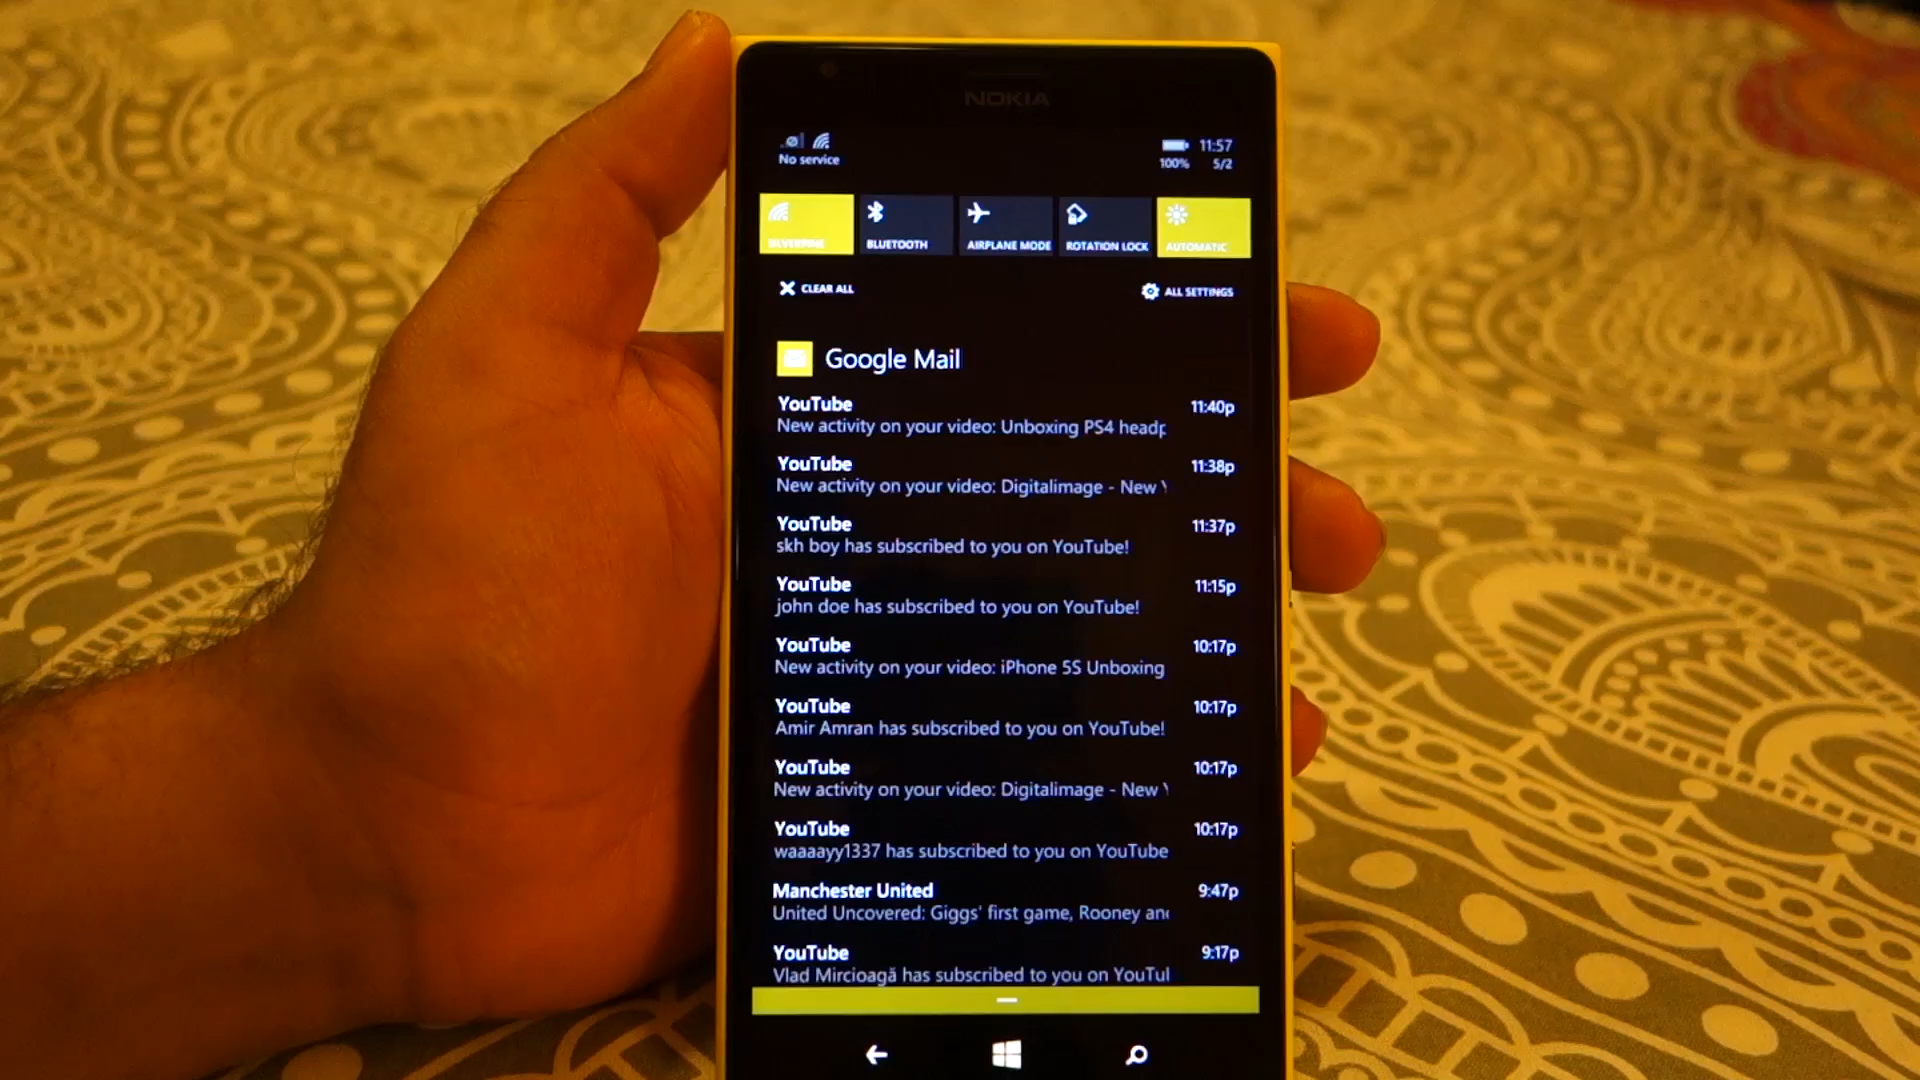 NOKIA
No service
11:57
100% 5/2
SILVERFINE
BLUETOOTH
AIRPLANE MODE
ROTATION LOCK
AUTOMATIC
CLEAR ALL
ALL SETTINGS
Google Mail
YouTube 11:40p
New activity on your video: Unboxing PS4 headp
YouTube 11:38p
New activity on your video: Digitalimage - New Y
YouTube 11:37p
skh boy has subscribed to you on YouTube!
YouTube 11:15p
john doe has subscribed to you on YouTube!
YouTube 10:17p
New activity on your video: iPhone 5S Unboxing
YouTube 10:17p
Amir Amran has subscribed to you on YouTube!
YouTube 10:17p
New activity on your video: Digitalimage - New
YouTube 10:17p
waaaayy1337 has subscribed to you on YouTube
Manchester United 9:47p
United Uncovered: Giggs' first game, Rooney and
YouTube 9:17p
Vlad Mircioagă has subscribed to you on YouTu